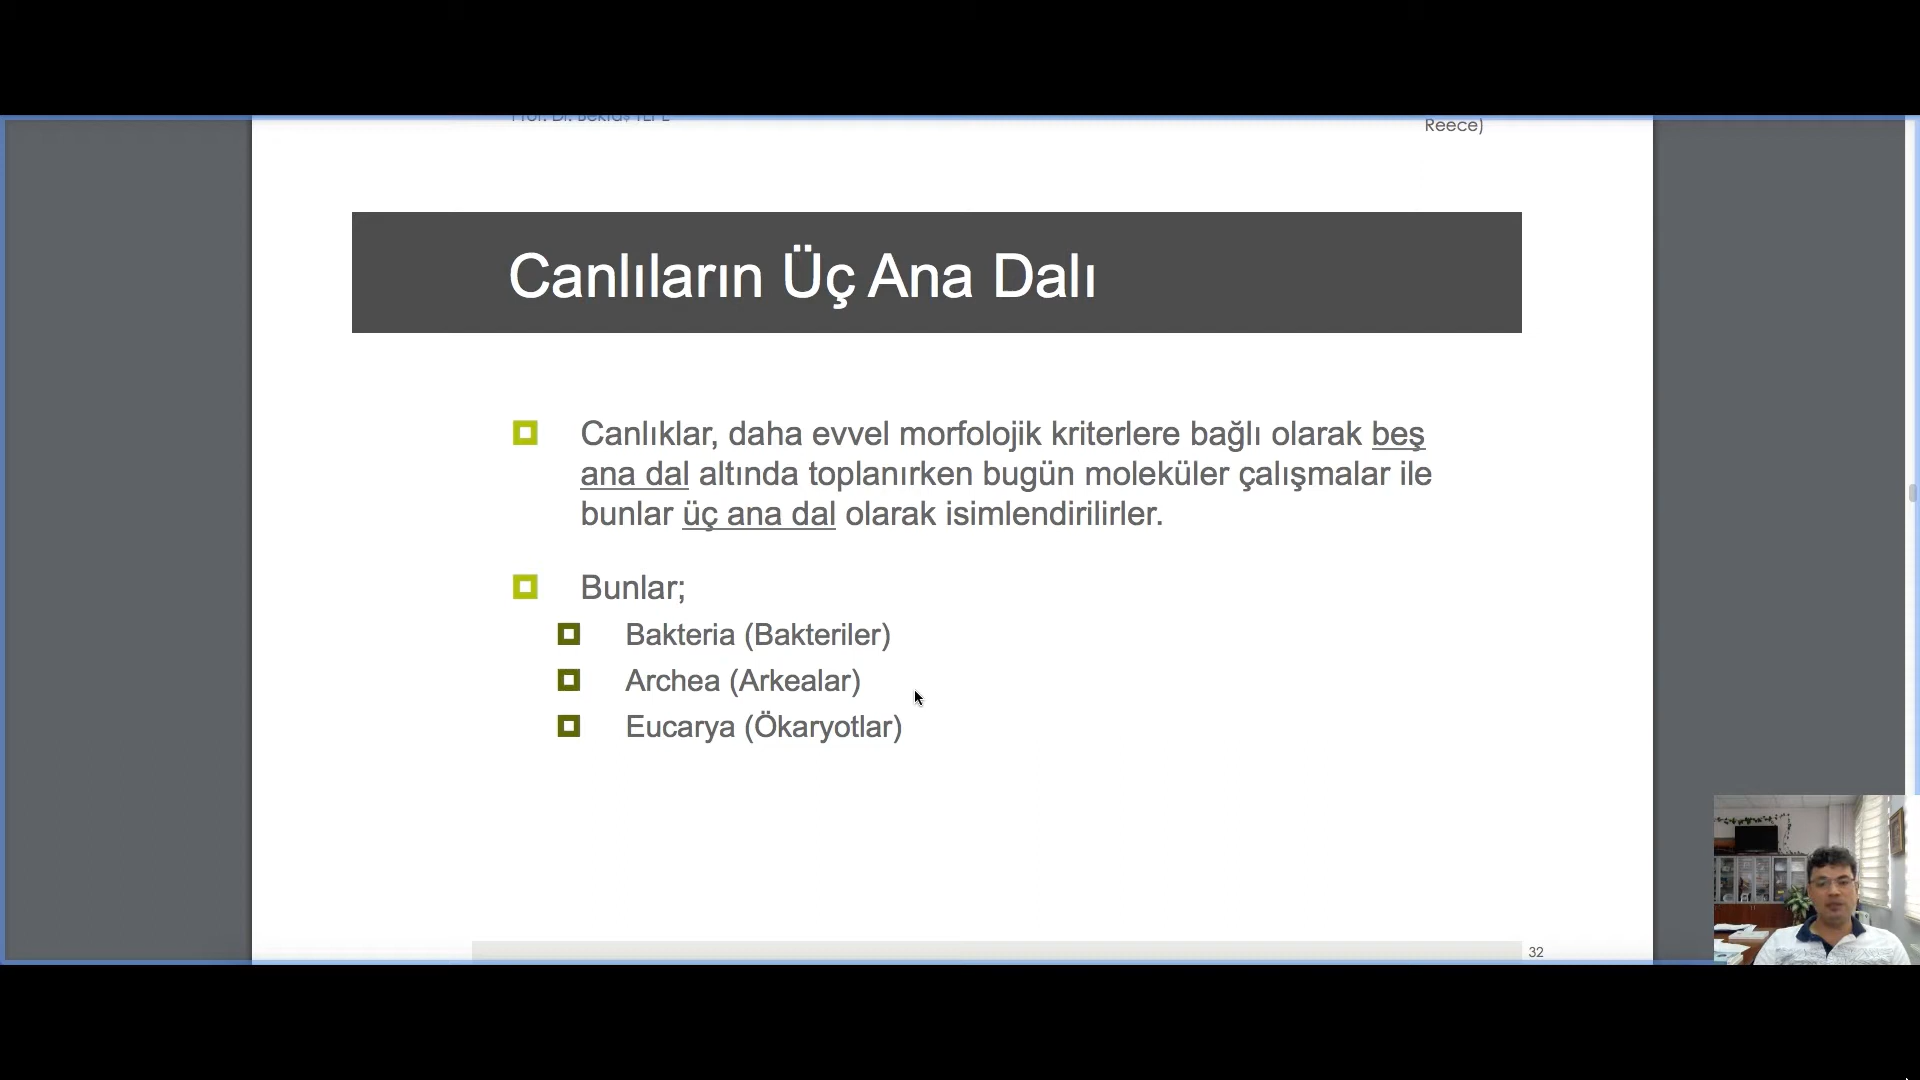 Reece)
Canlıların Üç Ana Dalı
Canlıklar, daha evvel morfolojik kriterlere bağlı olarak beş
ana dal altında toplanırken bugün moleküler çalışmalar ile
bunlar üç ana dal olarak isimlendirilirler.
Bunlar;
Bakteria (Bakteriler)
Archea (Arkealar)
Eucarya (Ökaryotlar)
32